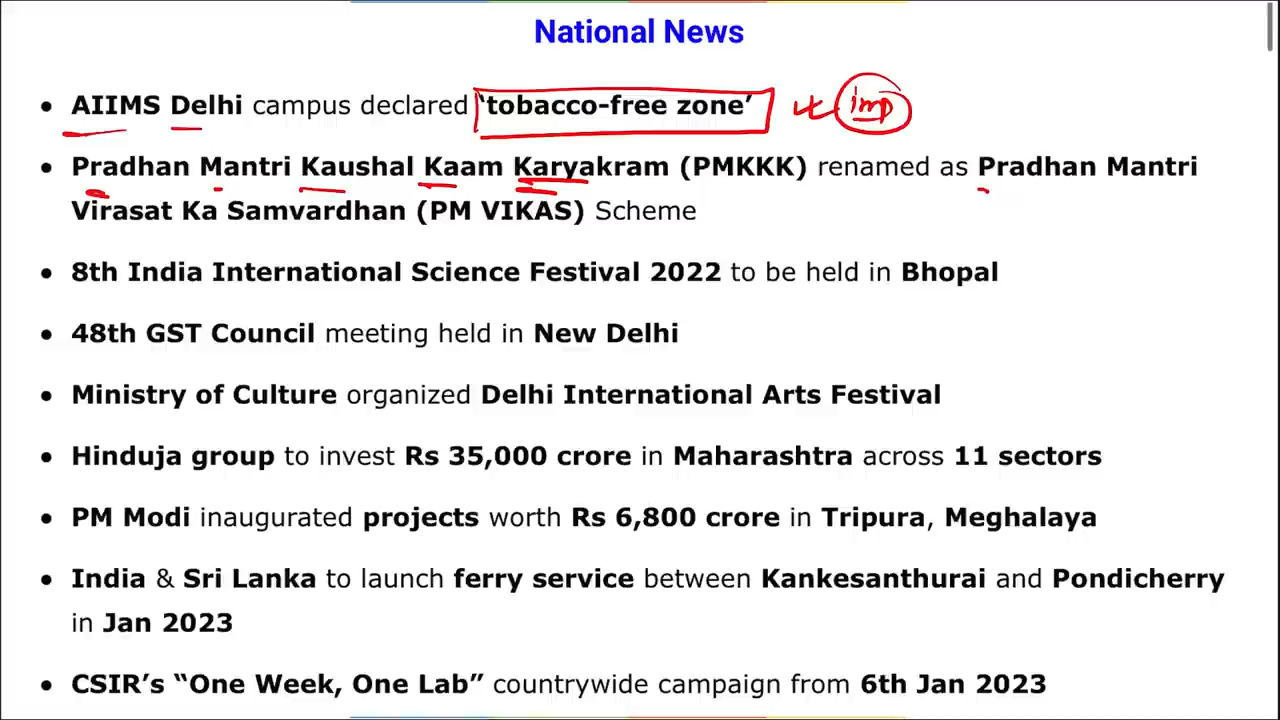 National News
• AIIMS Delhi campus declared ‘tobacco-free zone’ imp
• Pradhan Mantri Kaushal Kaam Karyakram (PMKKK) renamed as Pradhan Mantri
Virasat Ka Samvardhan (PM VIKAS) Scheme
• 8th India International Science Festival 2022 to be held in Bhopal
• 48th GST Council meeting held in New Delhi
• Ministry of Culture organized Delhi International Arts Festival
• Hinduja group to invest Rs 35,000 crore in Maharashtra across 11 sectors
• PM Modi inaugurated projects worth Rs 6,800 crore in Tripura, Meghalaya
• India & Sri Lanka to launch ferry service between Kankesanthurai and Pondicherry
in Jan 2023
• CSIR’s “One Week, One Lab” countrywide campaign from 6th Jan 2023